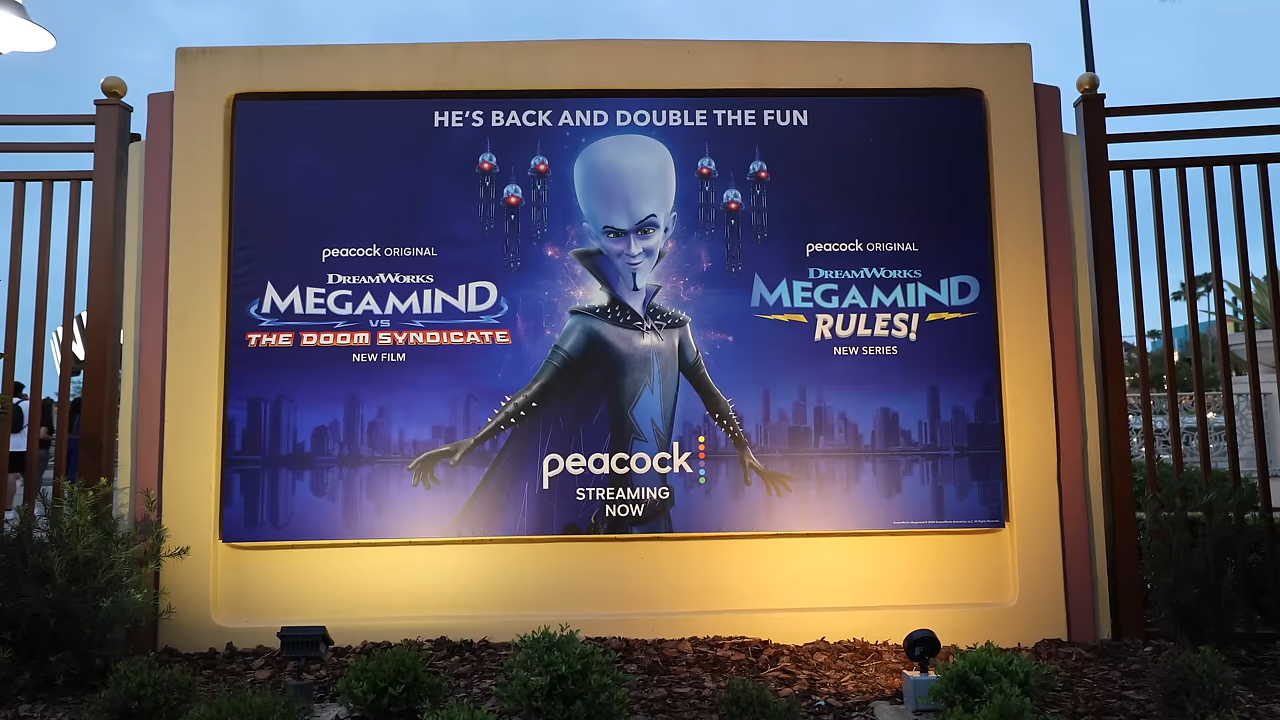 HE'S BACK AND DOUBLE THE FUN
peacock ORIGINAL
DREAMWORKS
MEGAMIND
VS
THE DOOM SYNDICATE
NEW FILM
peacock ORIGINAL
DREAMWORKS
MEGAMIND
RULES!
NEW SERIES
peacock
STREAMING
NOW